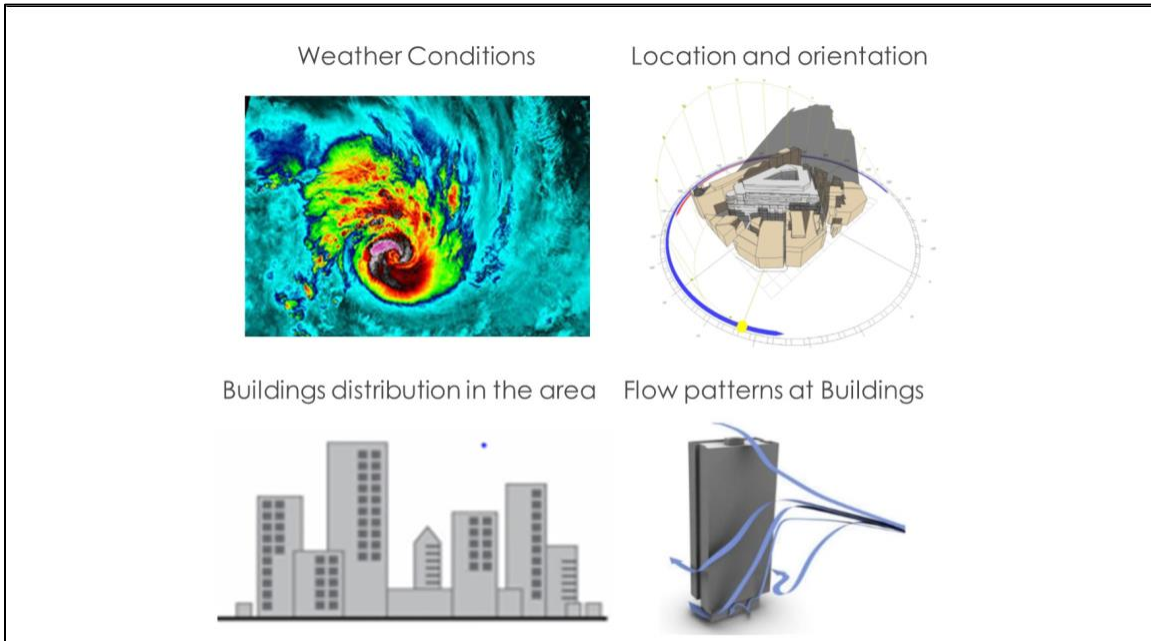 Weather Conditions
Location and orientation
Buildings distribution in the area
Flow patterns at Buildings